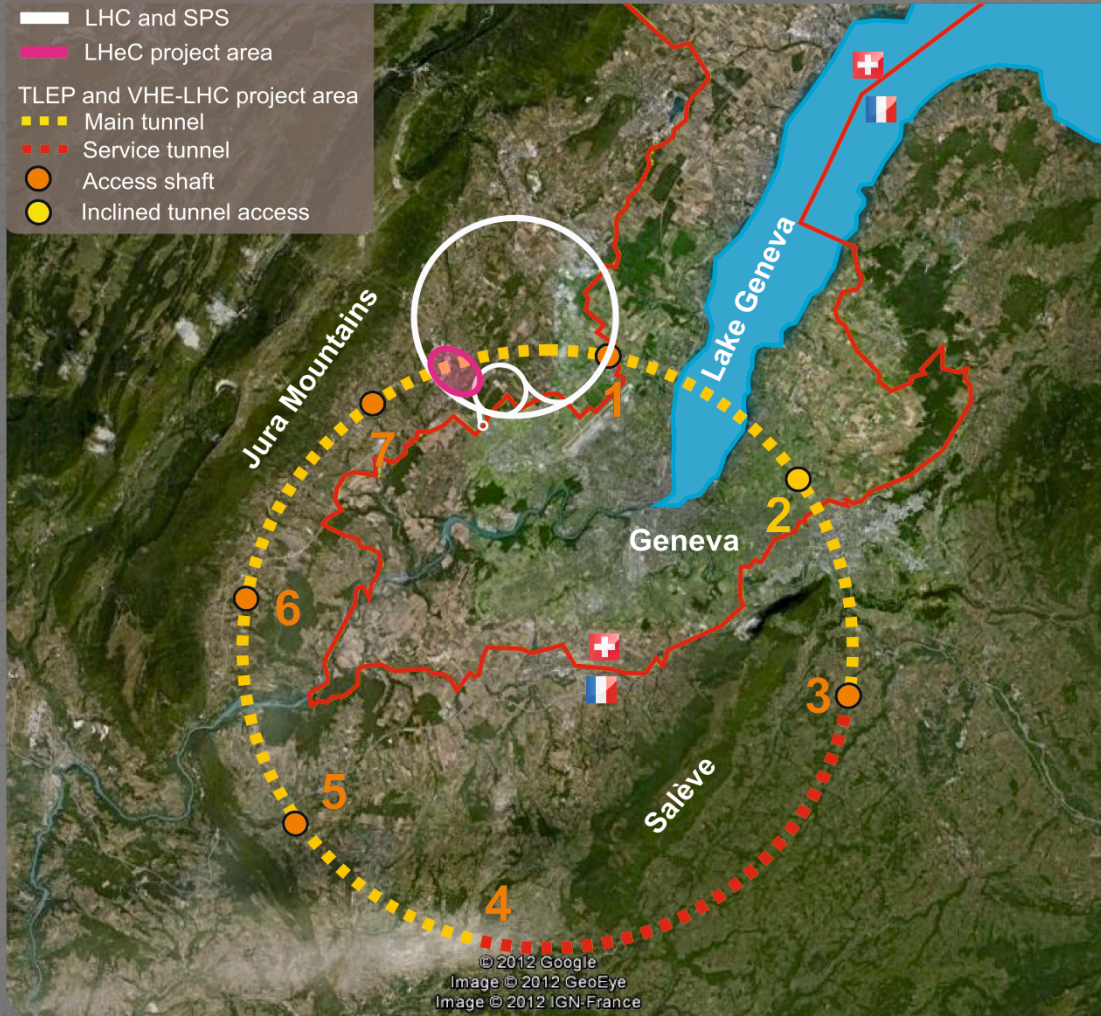 LHC and SPS
LHeC project area
TLEP and VHE-LHC project area
Main tunnel
Service tunnel
Access shaft
Inclined tunnel access
Lake Geneva
Jura Mountains
1
7
2
Geneva
6
3
Salève
5
4
© 2012 Google
Image © 2012 GeoEye
Image © 2012 IGN-France